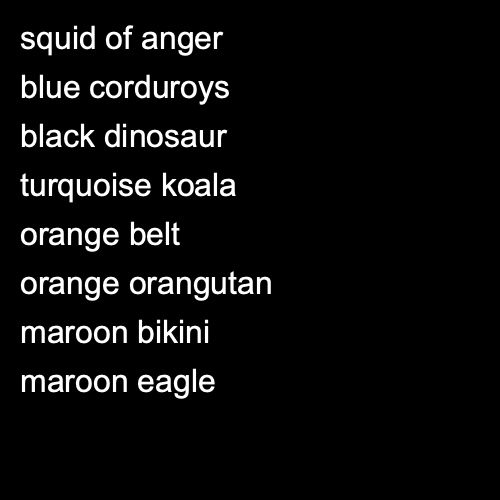 squid of anger
blue corduroys
black dinosaur
turquoise koala
orange belt
orange orangutan
maroon bikini
maroon eagle